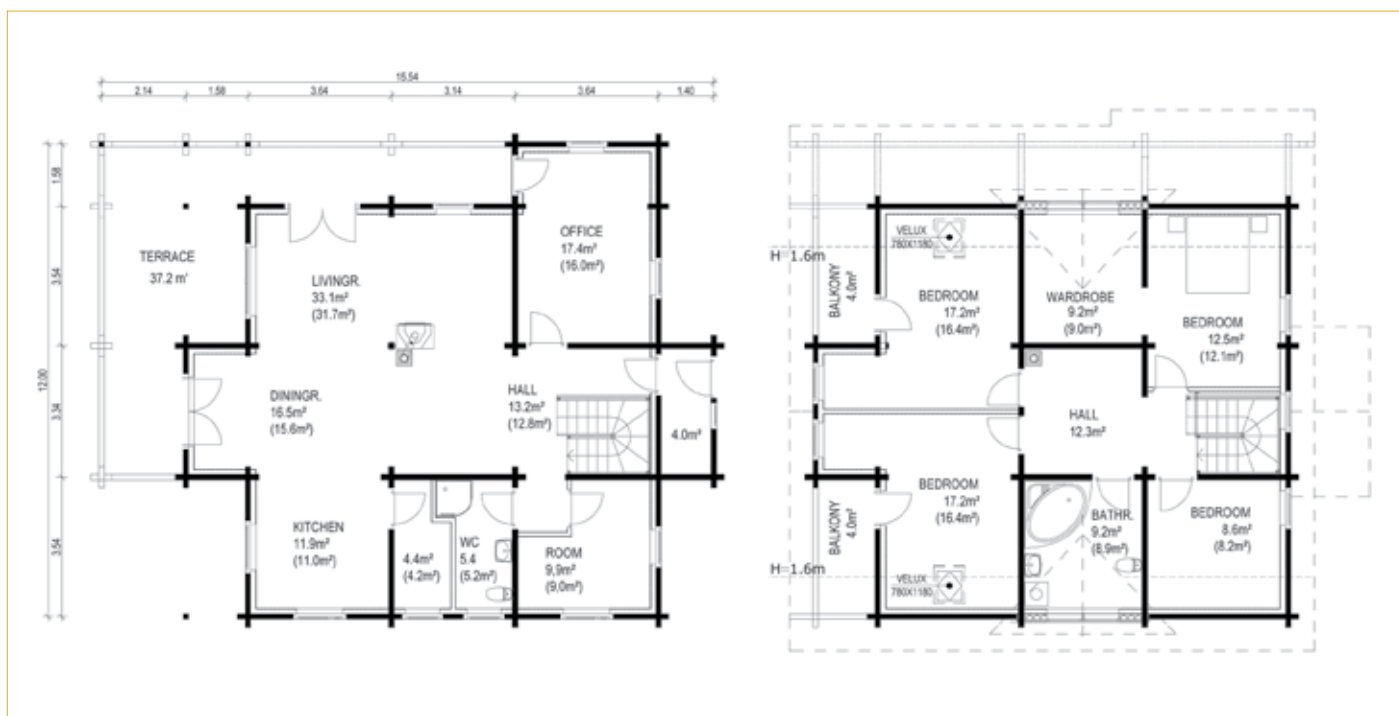 15.54
2.14
1.58
3.64
3.14
3.64
1.40
12.00
1.58
3.54
3.34
3.54
TERRACE
37.2 m²
LIVINGR.
33.1m²
(31.7m²)
OFFICE
17.4m²
(16.0m²)
DININGR.
16.5m²
(15.6m²)
HALL
13.2m²
(12.8m²)
4.0m²
KITCHEN
11.9m²
(11.0m²)
4.4m²
(4.2m²)
WC
5.4
(5.2m²)
ROOM
9,9m²
(9,0m²)
VELUX
780X1180
H=1.6m
BALKONY
4.0m²
BEDROOM
17.2m²
(16.4m²)
WARDROBE
9.2m²
(9.0m²)
BEDROOM
12.5m²
(12.1m²)
HALL
12.3m²
BALKONY
4.0m²
BEDROOM
17.2m²
(16.4m²)
BATHR.
9.2m²
(8.9m²)
BEDROOM
8.6m²
(8.2m²)
H=1.6m
VELUX
780X1180